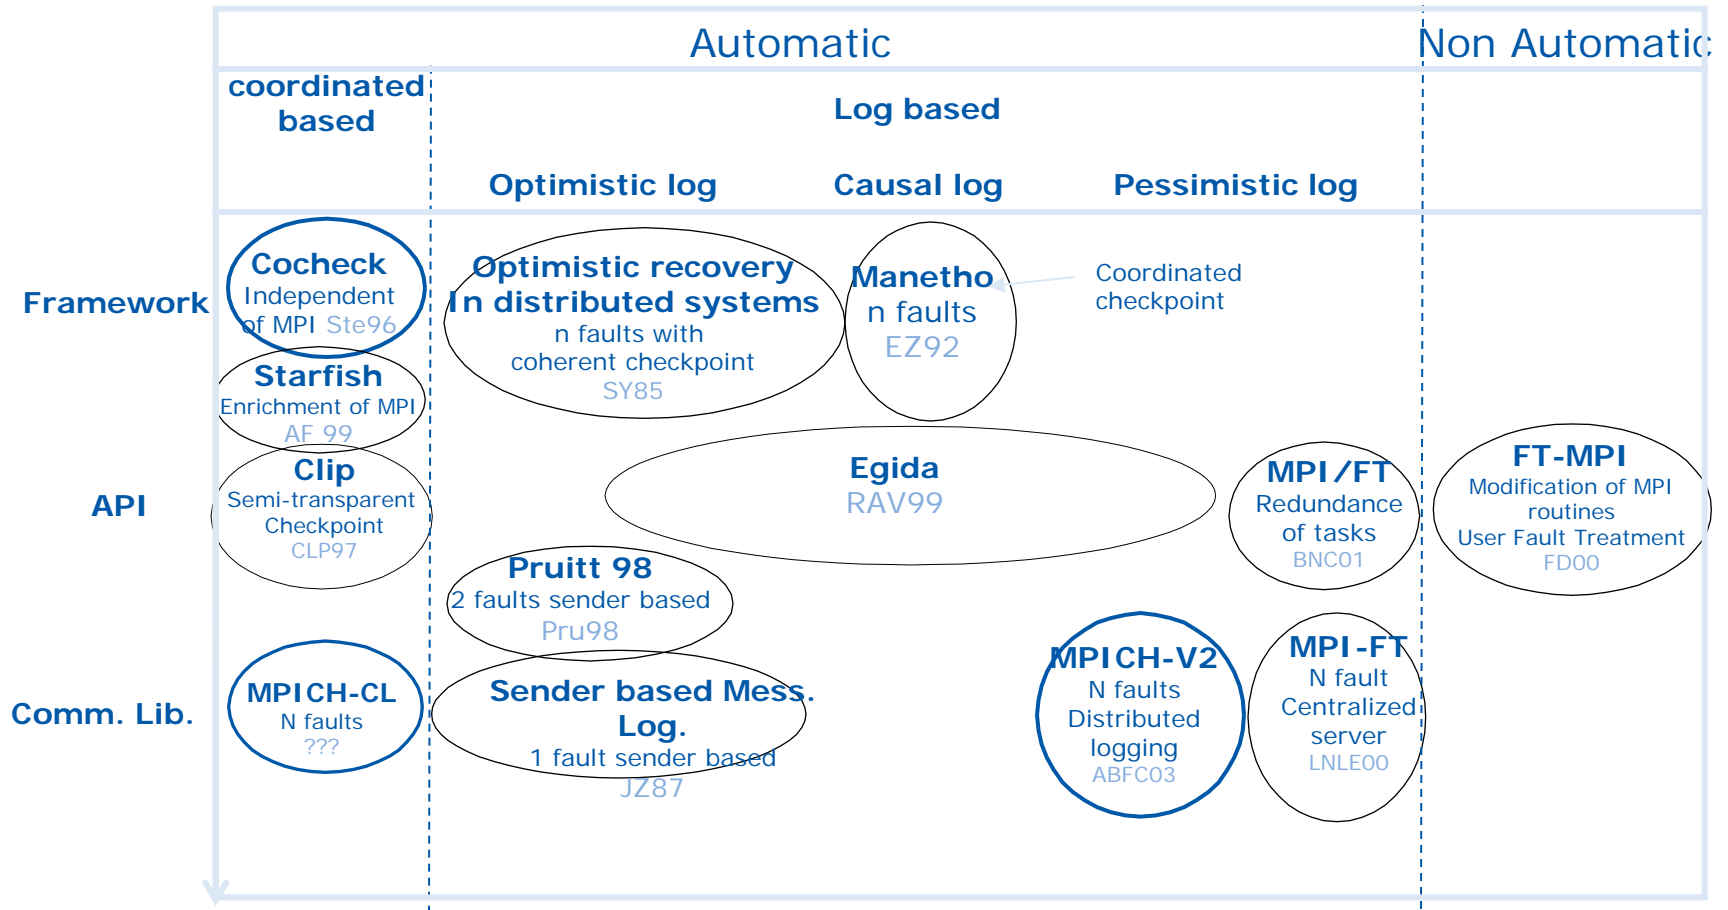 Automatic
Non Automatic
coordinated
based
Log based
Optimistic log
Causal log
Pessimistic log
Framework
Cocheck
Independent
of MPI Ste96
Optimistic recovery
In distributed systems
n faults with
coherent checkpoint
SY85
Manetho
n faults
EZ92
Coordinated
checkpoint
Starfish
Enrichment of MPI
AF 99
API
Clip
Semi-transparent
Checkpoint
CLP97
Egida
RAV99
MPI/FT
Redundance
of tasks
BNC01
FT-MPI
Modification of MPI
routines
User Fault Treatment
FD00
Pruitt 98
2 faults sender based
Pru98
Comm. Lib.
MPICH-CL
N faults
???
Sender based Mess.
Log.
1 fault sender based
JZ87
MPICH-V2
N faults
Distributed
logging
ABFC03
MPI-FT
N fault
Centralized
server
LNLE00